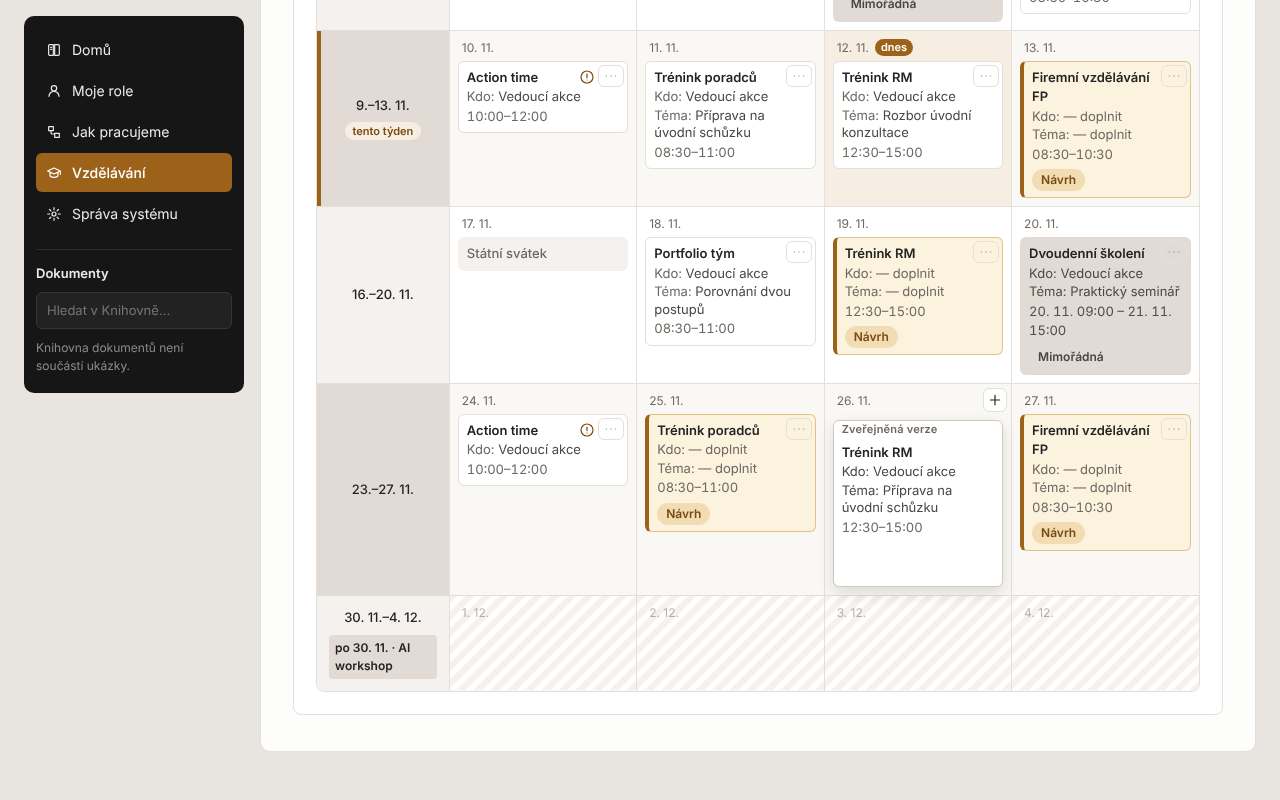 Domů
Moje role
Jak pracujeme
Vzdělávání
Správa systému
Dokumenty
Hledat v Knihovně…
Knihovna dokumentů není
součástí ukázky.
Mimořádná
9.–13. 11.
tento týden
10. 11.
Action time
Kdo: Vedoucí akce
10:00–12:00
11. 11.
Trénink poradců
Kdo: Vedoucí akce
Téma: Příprava na
úvodní schůzku
08:30–11:00
12. 11. dnes
Trénink RM
Kdo: Vedoucí akce
Téma: Rozbor úvodní
konzultace
12:30–15:00
13. 11.
Firemní vzdělávání
FP
Kdo: — doplnit
Téma: — doplnit
08:30–10:30
Návrh
16.–20. 11.
17. 11.
Státní svátek
18. 11.
Portfolio tým
Kdo: Vedoucí akce
Téma: Porovnání dvou
postupů
08:30–11:00
19. 11.
Trénink RM
Kdo: — doplnit
Téma: — doplnit
12:30–15:00
Návrh
20. 11.
Dvoudenní školení
Kdo: Vedoucí akce
Téma: Praktický seminář
20. 11. 09:00 – 21. 11.
15:00
Mimořádná
23.–27. 11.
24. 11.
Action time
Kdo: Vedoucí akce
10:00–12:00
25. 11.
Trénink poradců
Kdo: — doplnit
Téma: — doplnit
08:30–11:00
Návrh
26. 11.
Zveřejněná verze
Trénink RM
Kdo: Vedoucí akce
Téma: Příprava na
úvodní schůzku
12:30–15:00
27. 11.
Firemní vzdělávání
FP
Kdo: — doplnit
Téma: — doplnit
08:30–10:30
Návrh
30. 11.–4. 12.
po 30. 11. · AI
workshop
1. 12.
2. 12.
3. 12.
4. 12.